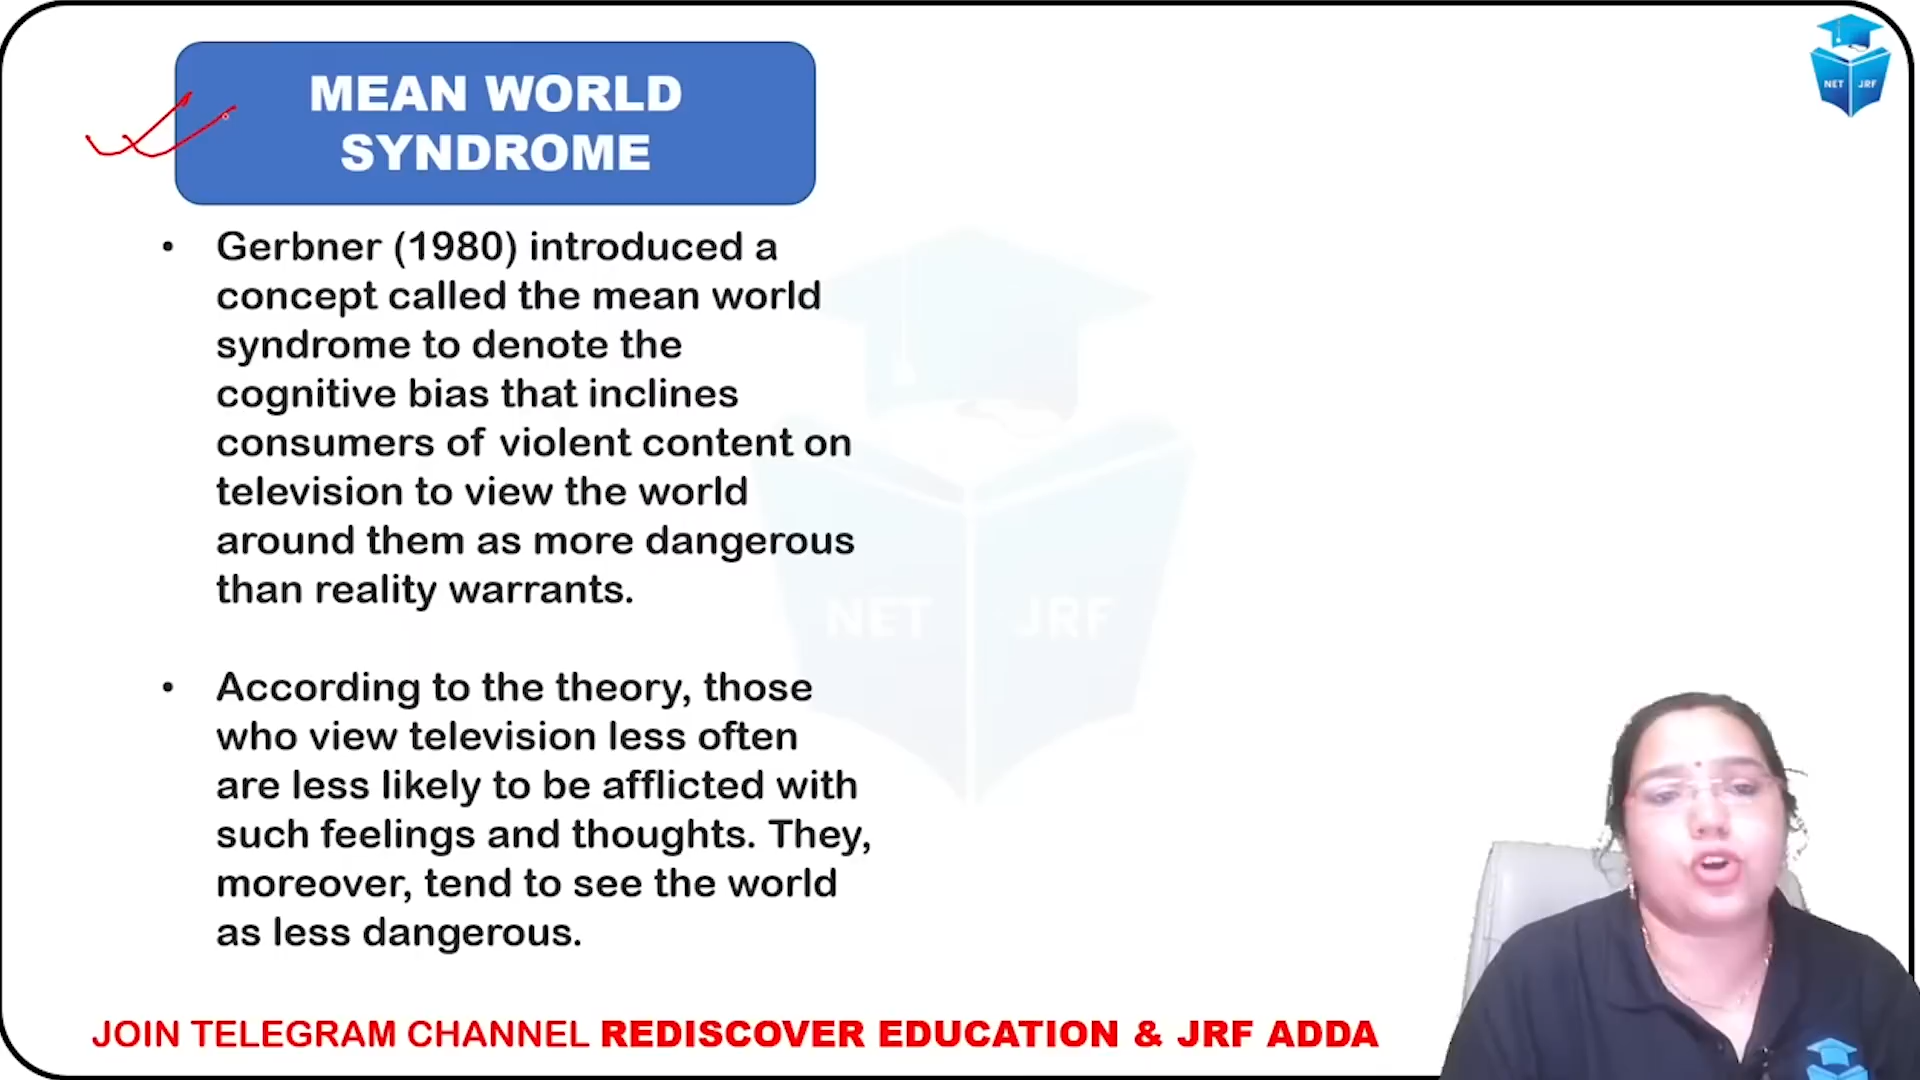 MEAN WORLD
SYNDROME
NET JRF
• Gerbner (1980) introduced a
concept called the mean world
syndrome to denote the
cognitive bias that inclines
consumers of violent content on
television to view the world
around them as more dangerous
than reality warrants.
NET JRF
• According to the theory, those
who view television less often
are less likely to be afflicted with
such feelings and thoughts. They,
moreover, tend to see the world
as less dangerous.
JOIN TELEGRAM CHANNEL REDISCOVER EDUCATION & JRF ADDA